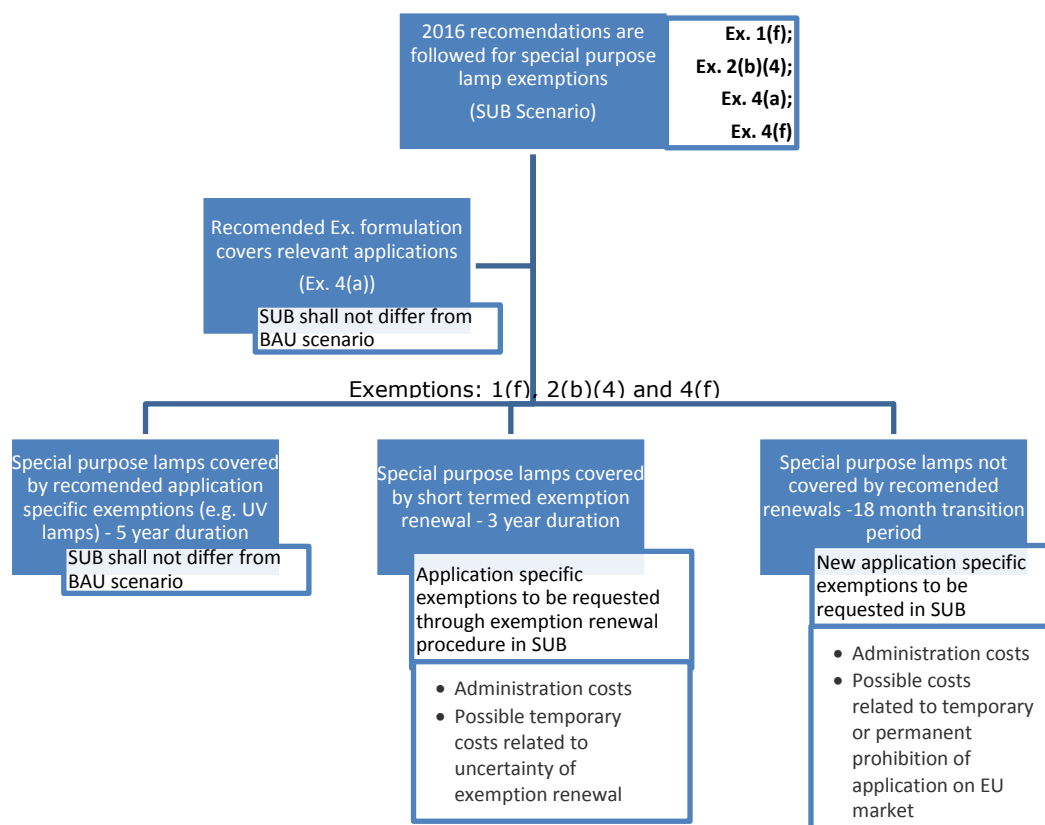 2016 recomendations are
followed for special purpose
lamp exemptions
(SUB Scenario)
Ex. 1(f);
Ex. 2(b)(4);
Ex. 4(a);
Ex. 4(f)
Recomended Ex. formulation
covers relevant applications
(Ex. 4(a))
SUB shall not differ from
BAU scenario
Exemptions: 1(f), 2(b)(4) and 4(f)
Special purpose lamps covered
by recomended application
specific exemptions (e.g. UV
lamps) - 5 year duration
SUB shall not differ from
BAU scenario
Special purpose lamps covered
by short termed exemption
renewal - 3 year duration
Application specific
exemptions to be requested
through exemption renewal
procedure in SUB
• Administration costs
• Possible temporary
costs related to
uncertainty of
exemption renewal
Special purpose lamps not
covered by recomended
renewals -18 month transition
period
New application specific
exemptions to be
requested in SUB
• Administration costs
• Possible costs
related to temporary
or permanent
prohibition of
application on EU
market